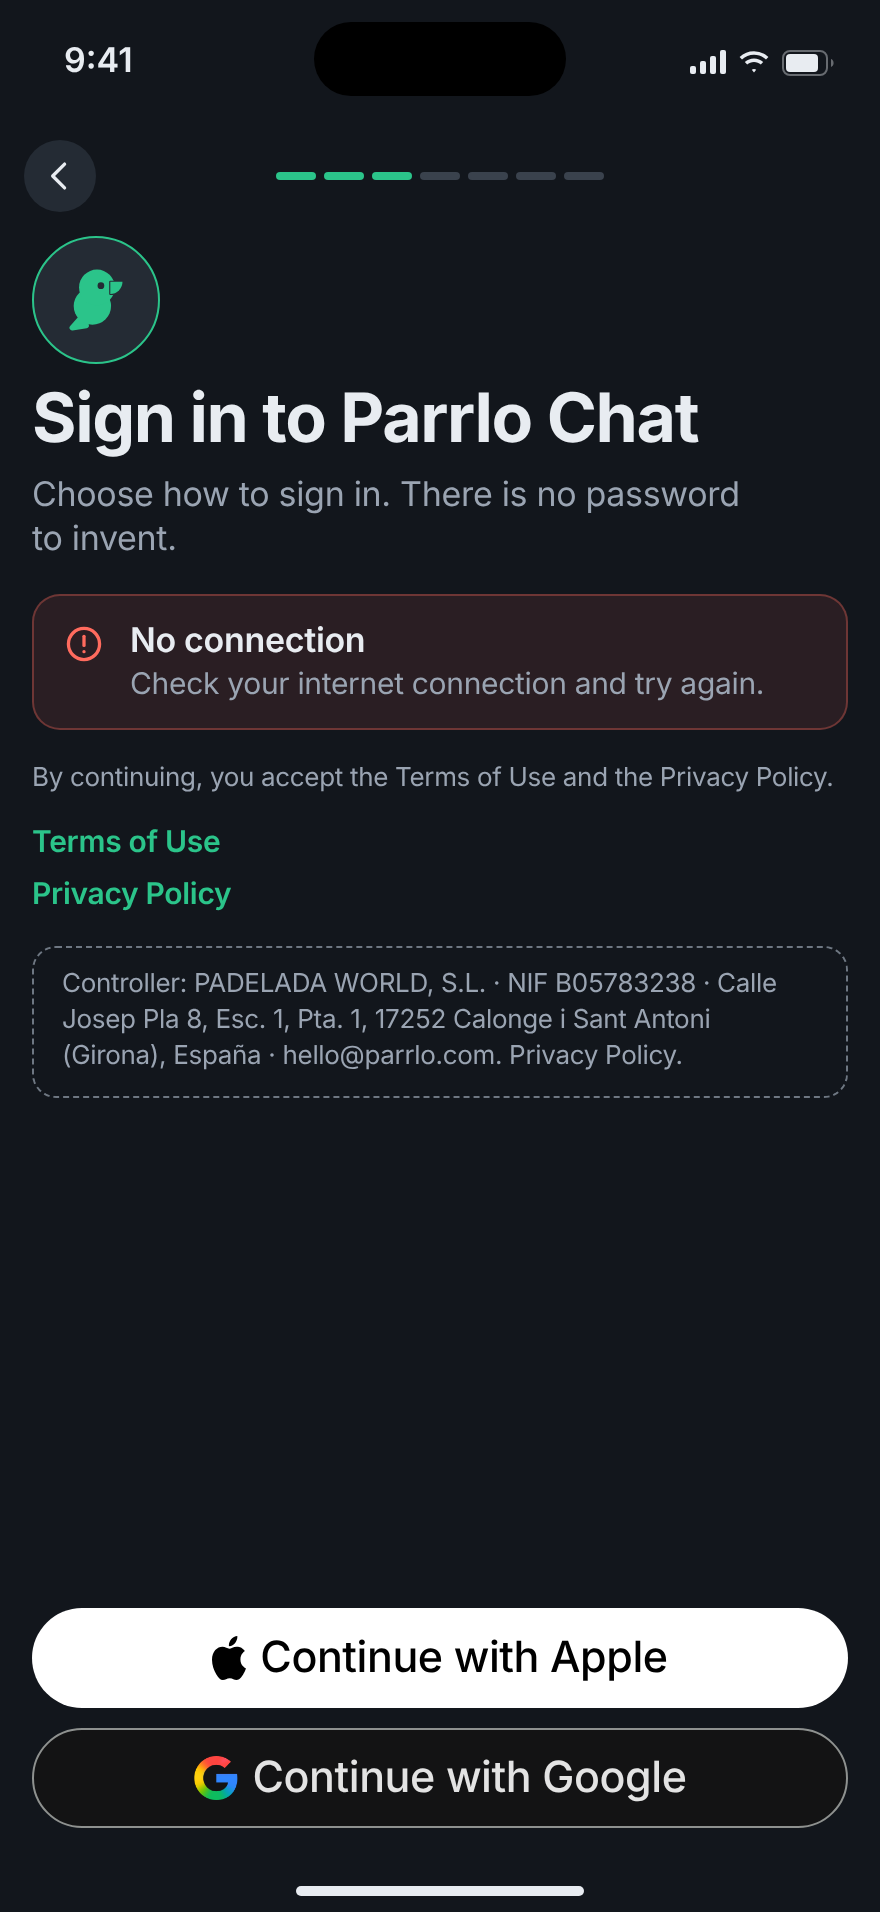 9:41
Sign in to Parrlo Chat
Choose how to sign in. There is no password
to invent.
No connection
Check your internet connection and try again.
By continuing, you accept the Terms of Use and the Privacy Policy.
Terms of Use
Privacy Policy
Controller: PADELADA WORLD, S.L. · NIF B05783238 · Calle
Josep Pla 8, Esc. 1, Pta. 1, 17252 Calonge i Sant Antoni
(Girona), España · hello@parrlo.com. Privacy Policy.
Continue with Apple
Continue with Google